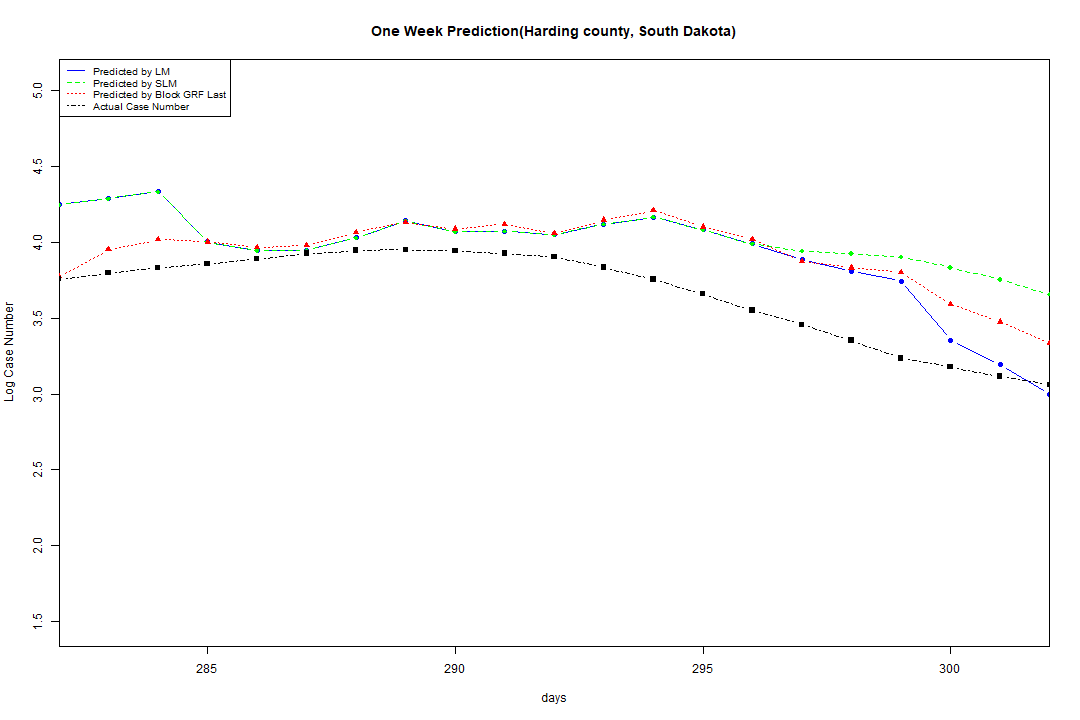 One Week Prediction(Harding county, South Dakota)
Predicted by LM
Predicted by SLM
Predicted by Block GRF Last
Actual Case Number
5.0
4.5
4.0
3.5
3.0
2.5
2.0
1.5
Log Case Number
285 290 295 300
days